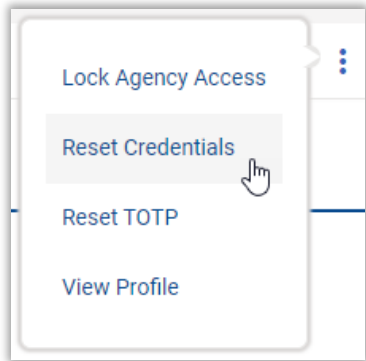 Lock Agency Access
Reset Credentials
Reset TOTP
View Profile